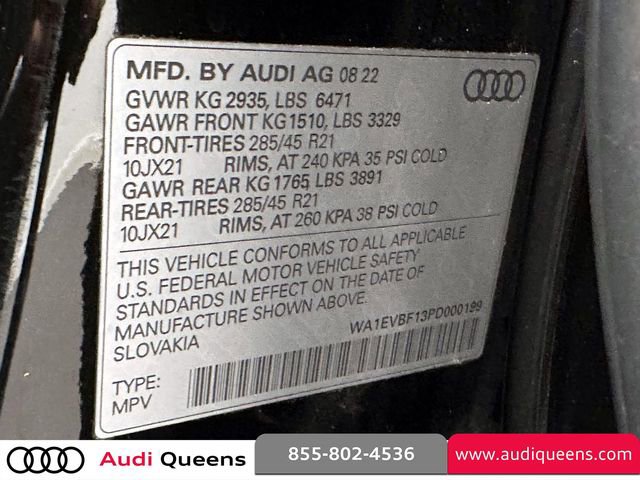 MFD. BY AUDI AG 08 22
GVWR KG 2935, LBS 6471
GAWR FRONT KG1510, LBS 3329
FRONT-TIRES 285/45 R21
10JX21 RIMS, AT 240 KPA 35 PSI COLD
GAWR REAR KG 1765 LBS 3891
REAR-TIRES 285/45 R21
10JX21 RIMS, AT 260 KPA 38 PSI COLD
THIS VEHICLE CONFORMS TO ALL APPLICABLE
U.S. FEDERAL MOTOR VEHICLE SAFETY
STANDARDS IN EFFECT ON THE DATE OF
MANUFACTURE SHOWN ABOVE.
SLOVAKIA
WA1EVBF13PD000199
TYPE:
MPV
Audi Queens
855-802-4536
www.audiqueens.com